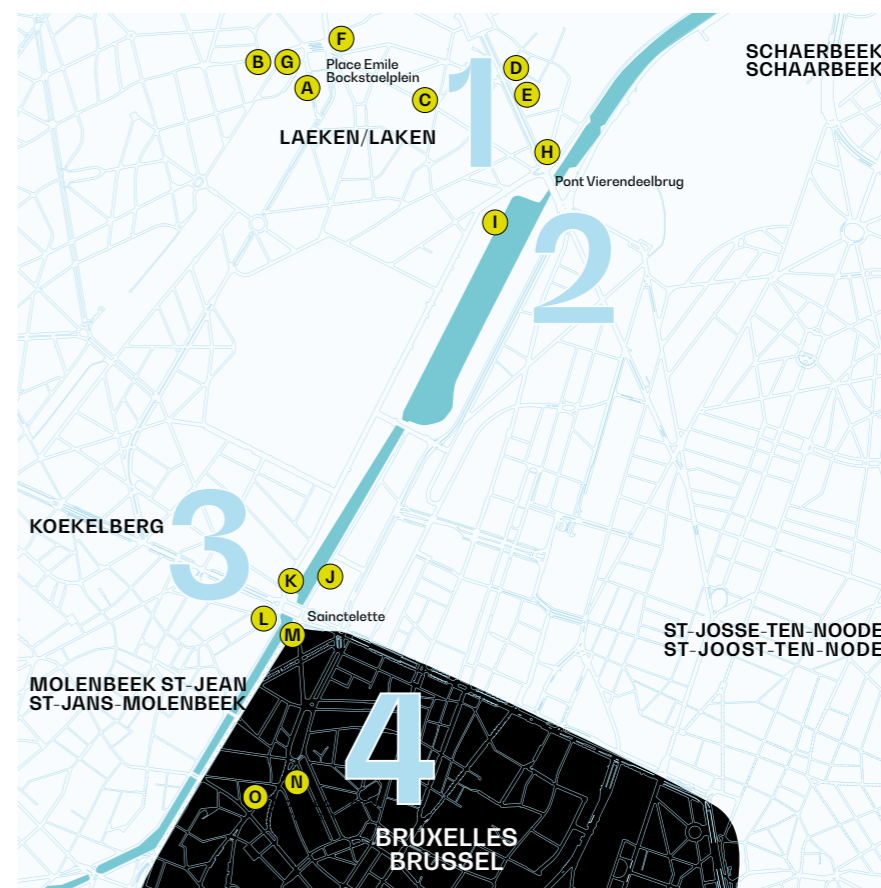 F
B
G
Place Emile
Bockstaelplein
A
C
1
D
E
SCHAERBEEK
SCHAARBEEK
LAEKEN/LAKEN
H
Pont Vierendeelbrug
I
2
KOEKELBERG
3
K
J
L
Sainctelette
M
ST-JOSSE-TEN-NOODE
ST-JOOST-TEN-NODE
MOLENBEEK ST-JEAN
ST-JANS-MOLENBEEK
4
N
O
BRUXELLES
BRUSSEL